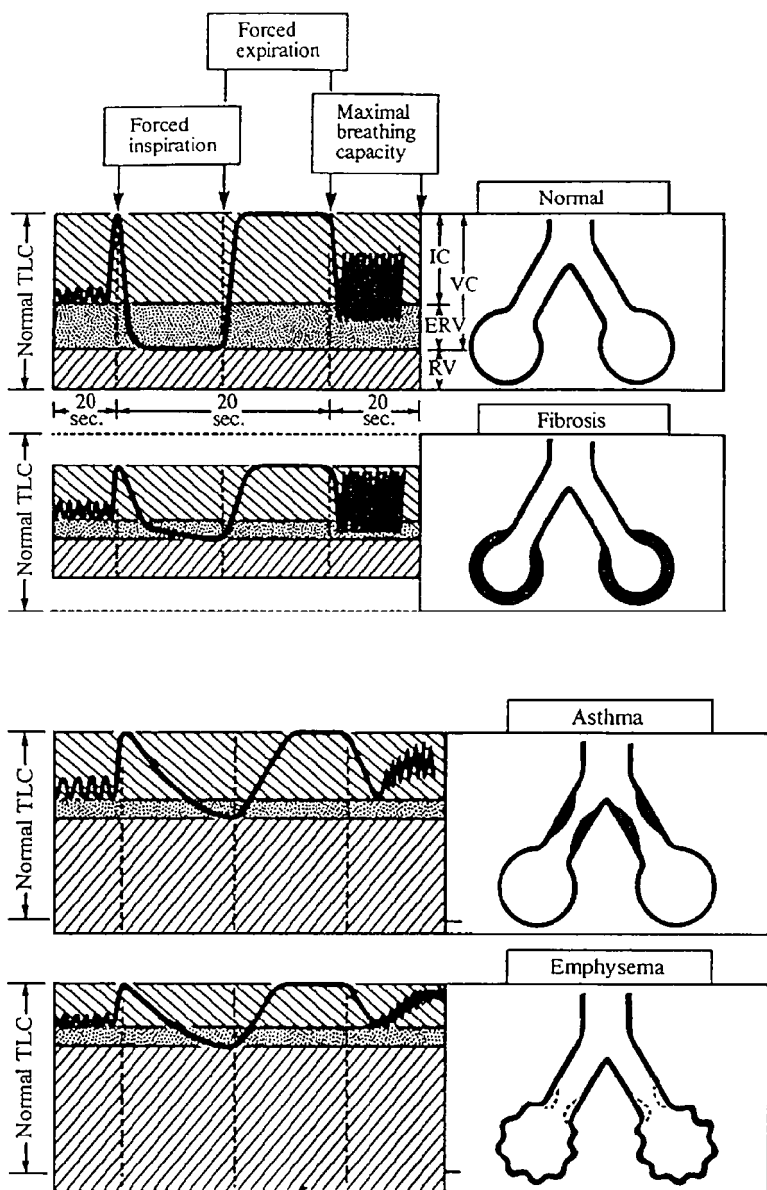 Forced
expiration
Forced
inspiration
Maximal
breathing
capacity
Normal
Normal TLC
IC
VC
ERV
RV
20
sec.
20
sec.
20
sec.
Fibrosis
Normal TLC
Asthma
Normal TLC
Emphysema
Normal TLC